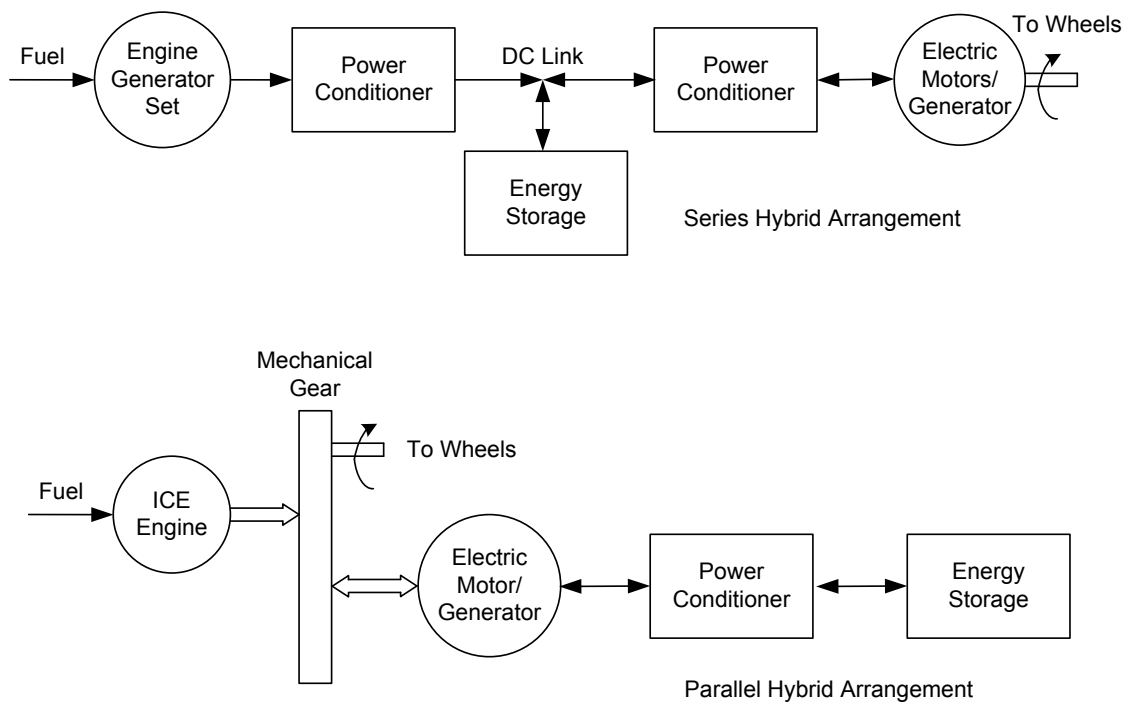 Fuel
Engine
Generator
Set
Power
Conditioner
DC Link
Power
Conditioner
Electric
Motors/
Generator
To Wheels
Energy
Storage
Series Hybrid Arrangement
Mechanical
Gear
To Wheels
Fuel
ICE
Engine
Electric
Motor/
Generator
Power
Conditioner
Energy
Storage
Parallel Hybrid Arrangement